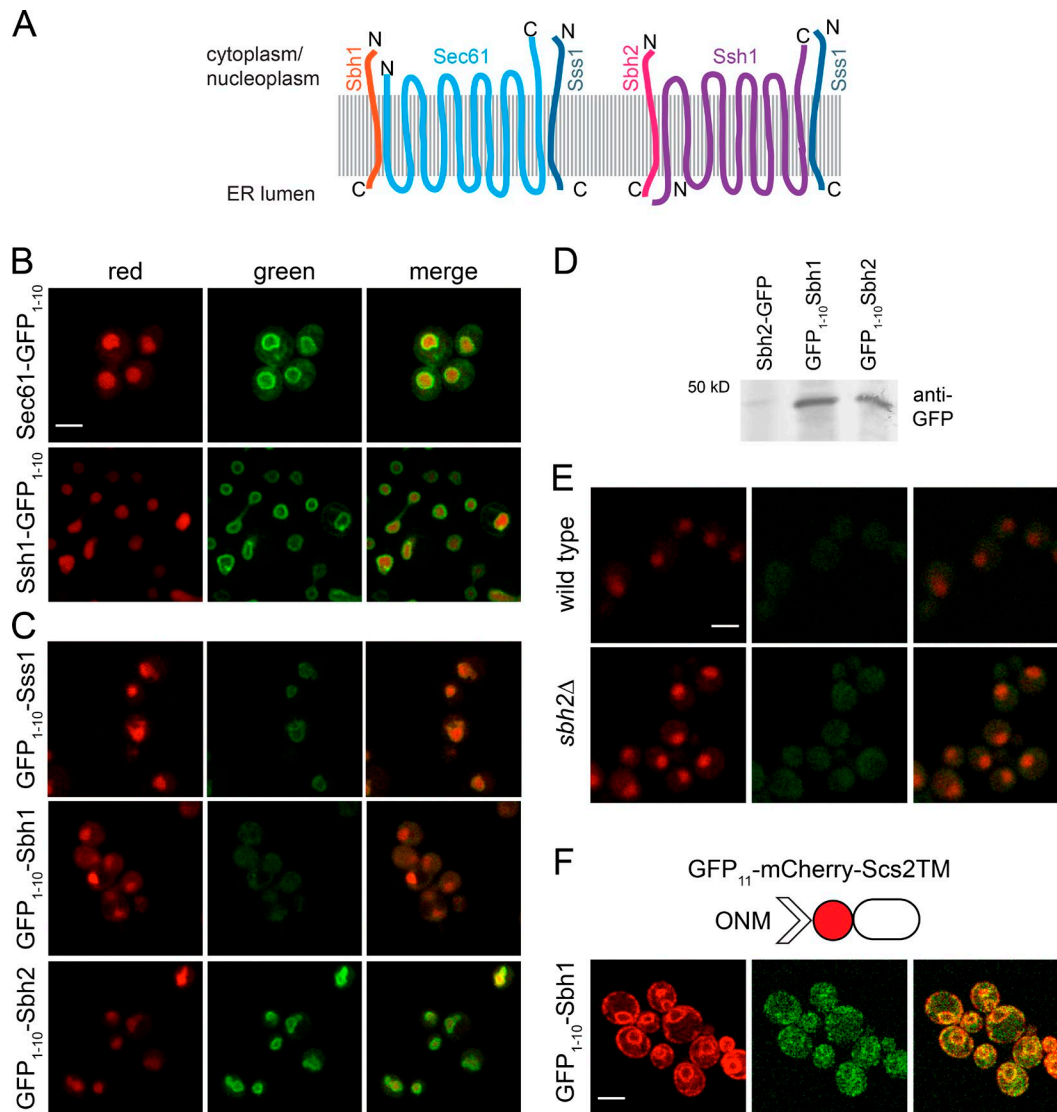 A
cytoplasm/
nucleoplasm
ER lumen
Sbh1
N
N
Sec61
C
N
Sss1
C
C
Sbh2
N
Ssh1
C
N
Sss1
C
N
C
B
red
green
merge
Sec61-GFP1-10
Ssh1-GFP1-10
C
GFP1-10-Sss1
GFP1-10-Sbh1
GFP1-10-Sbh2
D
Sbh2-GFP
GFP1-10Sbh1
GFP1-10Sbh2
50 kD
anti-
GFP
E
wild type
sbh2Δ
F
GFP11-mCherry-Scs2TM
ONM
GFP1-10-Sbh1